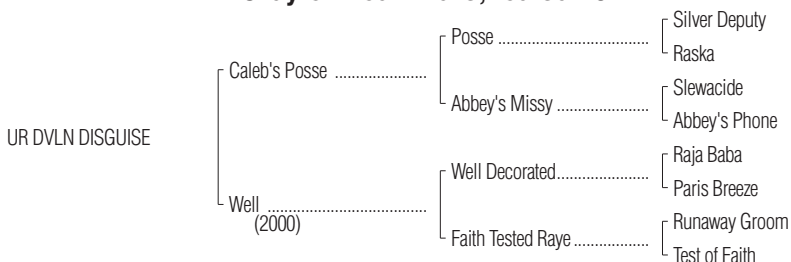 Posse ......................................
Silver Deputy
Raska
Caleb's Posse .......................
Abbey's Missy .......................
Slewacide
Abbey's Phone
UR DVLN DISGUISE
Well Decorated.......................
Raja Baba
Paris Breeze
Well ........................................
(2000)
Faith Tested Raye ...................
Runaway Groom
Test of Faith